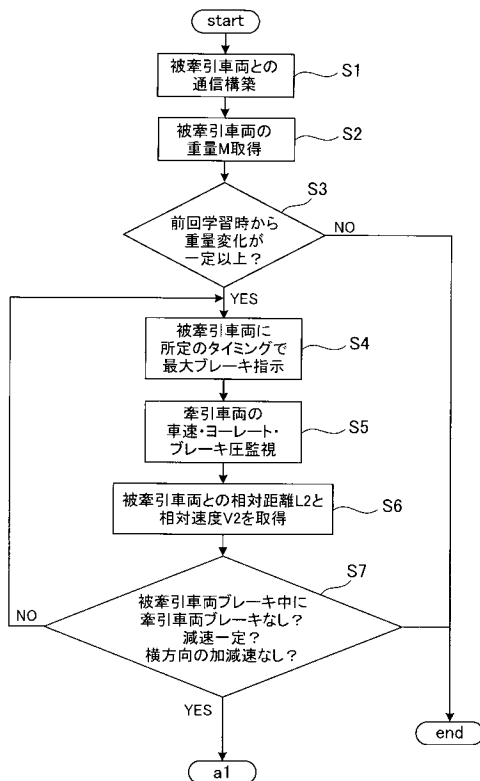 start
被牽引車両との
通信構築
S1
被牽引車両の
重量M取得
S2
S3
前回学習時から
重量変化が
一定以上?
NO
YES
被牽引車両に
所定のタイミングで
最大ブレーキ指示
S4
牽引車両の
車速・ヨーレート・
ブレーキ圧監視
S5
被牽引車両との相対距離L2と
相対速度V2を取得
S6
S7
被牽引車両ブレーキ中に
牽引車両ブレーキなし?
減速一定?
横方向の加減速なし?
NO
YES
end
a1